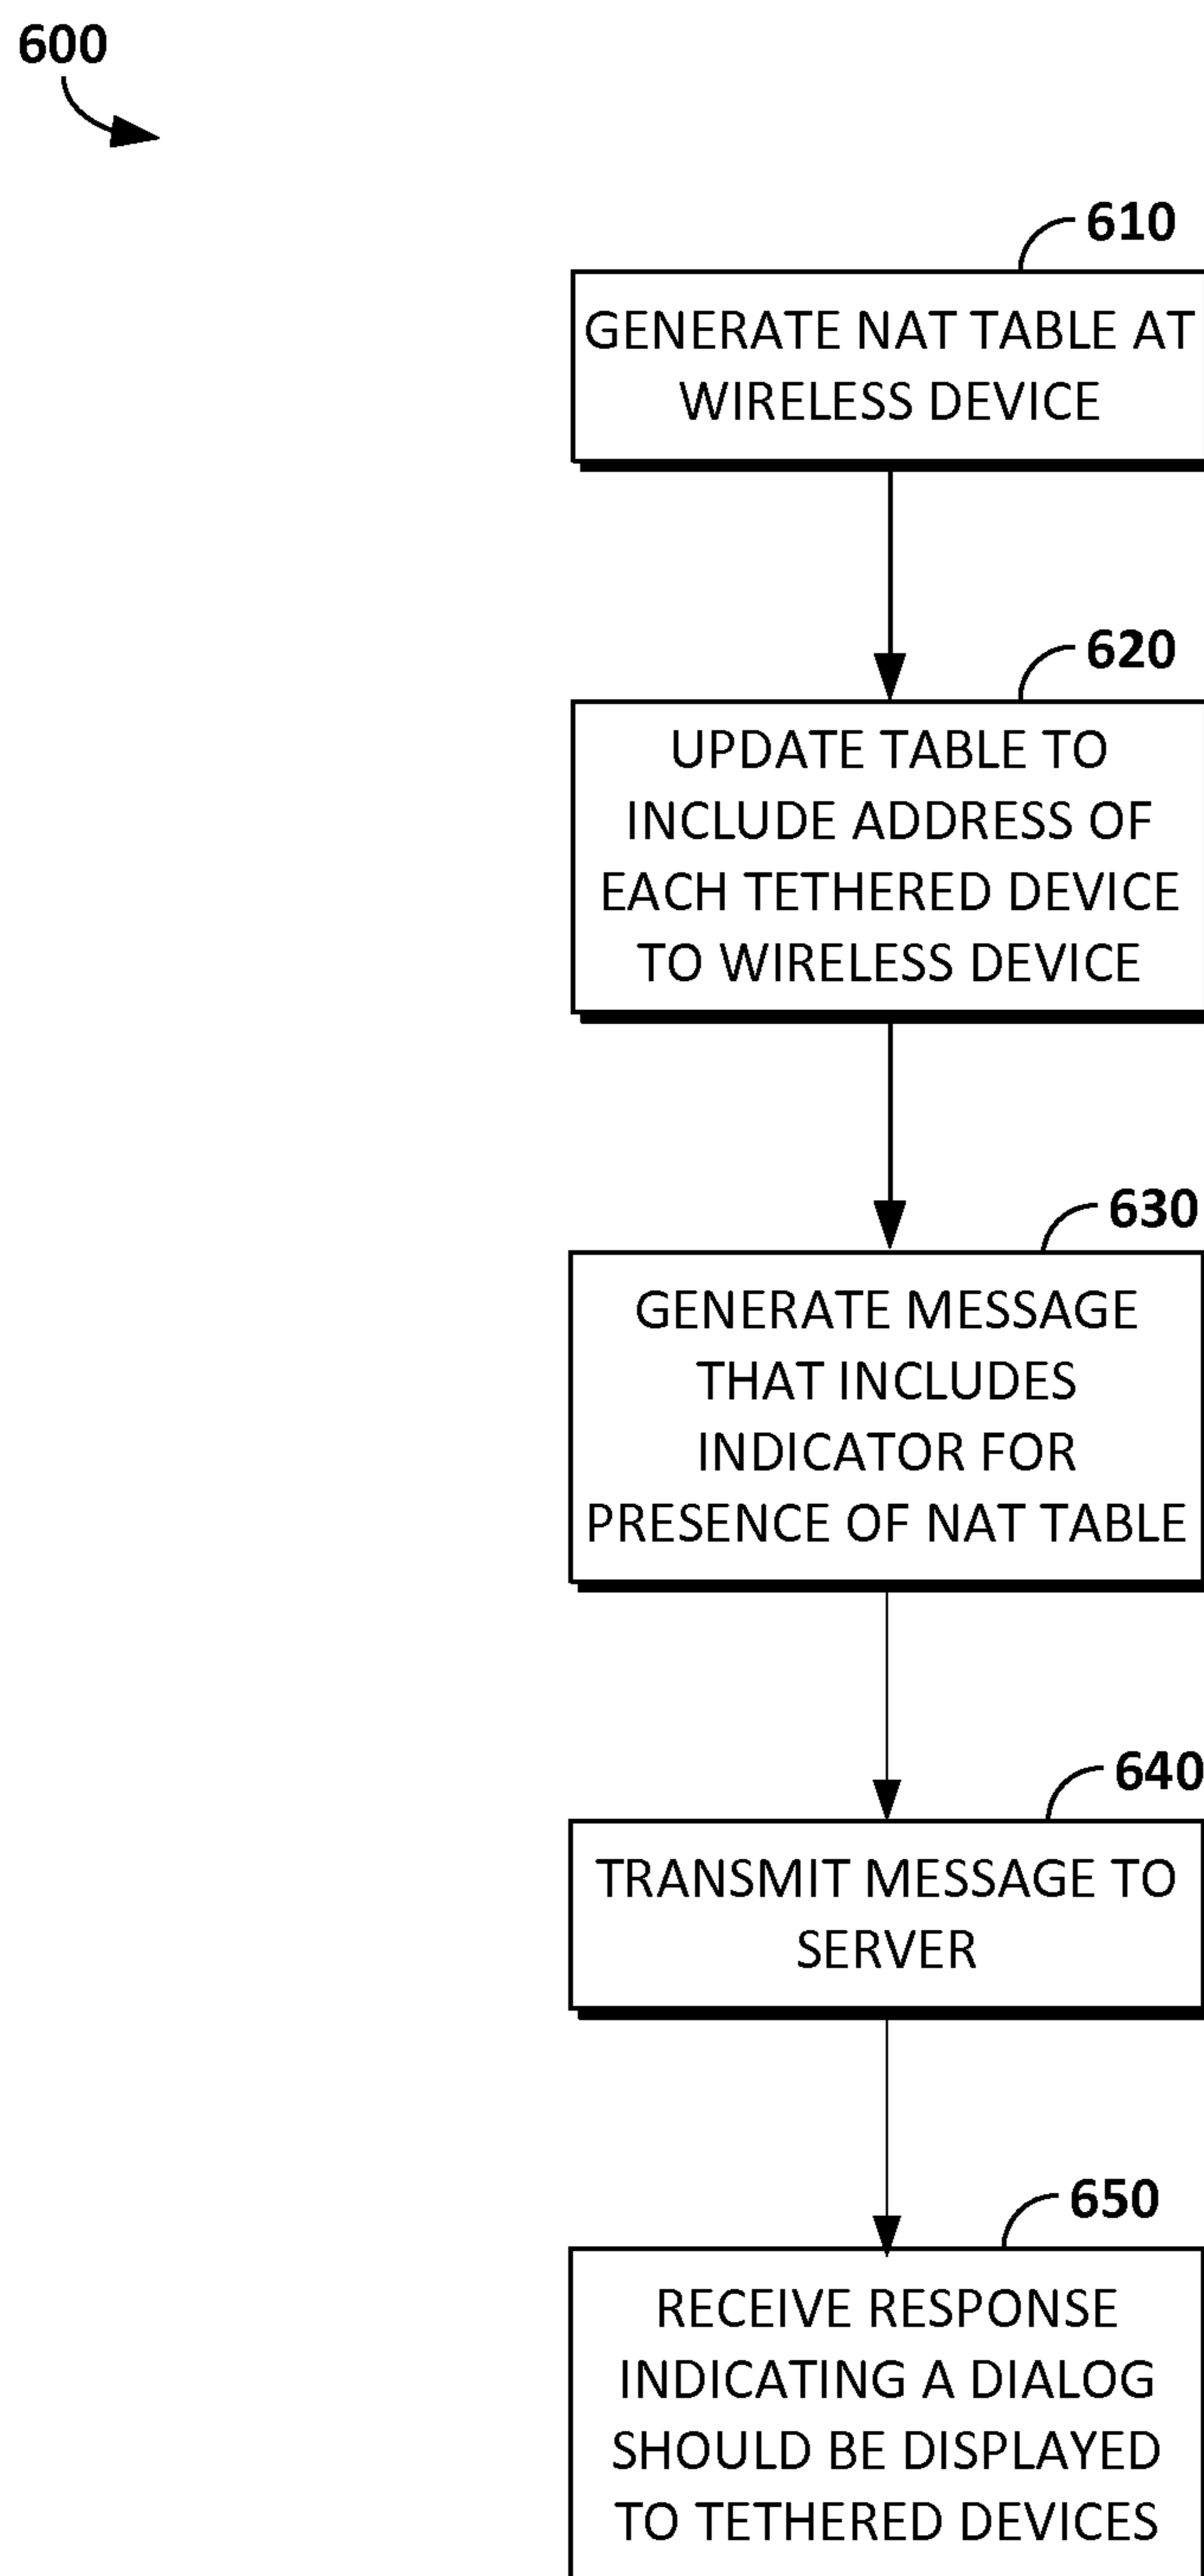 600
610
GENERATE NAT TABLE AT
WIRELESS DEVICE
620
UPDATE TABLE TO
INCLUDE ADDRESS OF
EACH TETHERED DEVICE
TO WIRELESS DEVICE
630
GENERATE MESSAGE
THAT INCLUDES
INDICATOR FOR
PRESENCE OF NAT TABLE
640
TRANSMIT MESSAGE TO
SERVER
650
RECEIVE RESPONSE
INDICATING A DIALOG
SHOULD BE DISPLAYED
TO TETHERED DEVICES